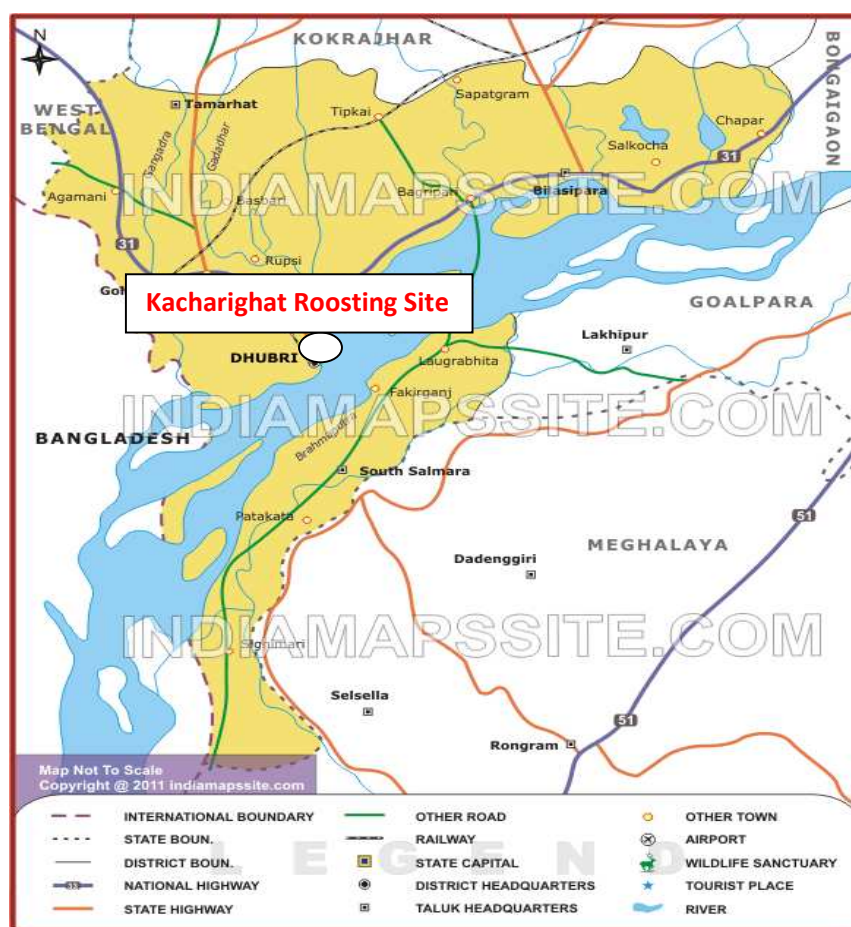 N
KOKRAJHAR
BONGAIGAON
WEST
BENGAL
Tamarhat
Sapatgram
Tipkai
Chapar
Gangadra
Gadadhar
Salkocha
31
INDIAMAPSSITE.COM
Agamani
Basbari
Bagripari
Bilasipara
31
Rupsi
Kacharighat Roosting Site
GOALPARA
Lakhipur
DHUBRI
Laugrabhita
Fakirganj
INDIAMAPSSITE.COM
BANGLADESH
Brahmaputra
South Salmara
Patakata
51
MEGHALAYA
Dadenggiri
INDIAMAPSSITE.COM
Selsella
51
Rongram
Map Not To Scale
Copyright @ 2011 indiamapssite.com
LEGEND
INTERNATIONAL BOUNDARY
STATE BOUN.
DISTRICT BOUN.
33 NATIONAL HIGHWAY
STATE HIGHWAY
OTHER ROAD
RAILWAY
STATE CAPITAL
DISTRICT HEADQUARTERS
TALUK HEADQUARTERS
OTHER TOWN
AIRPORT
WILDLIFE SANCTUARY
TOURIST PLACE
RIVER